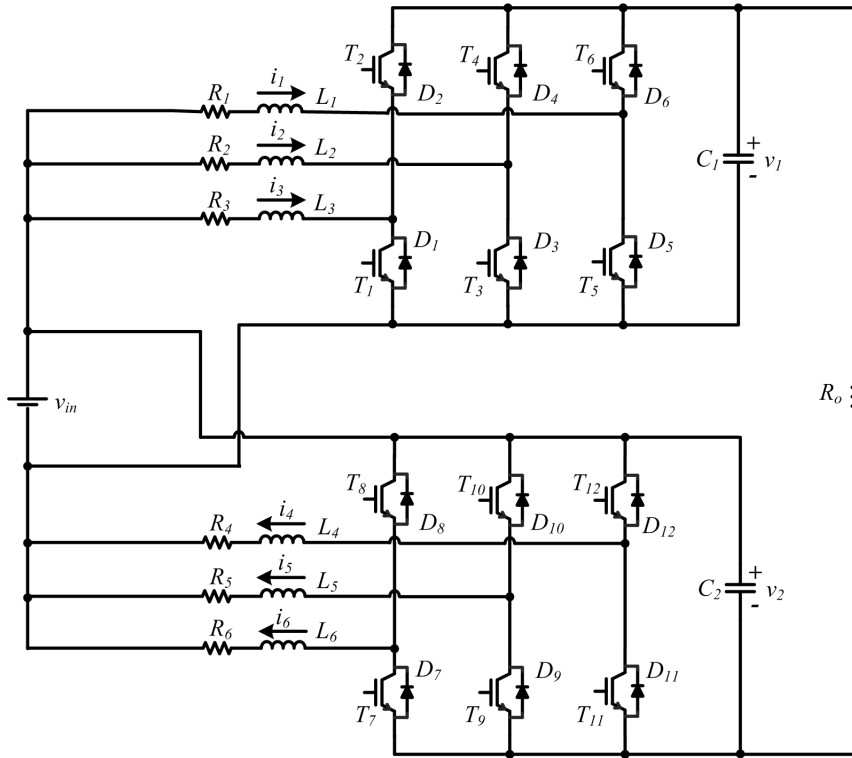 T2 T4 T6
i1
R1 L1 D2 D4 D6
i2
R2 L2 C1 + v1
-
i3
R3 L3 D1 D3 D5
T1 T3 T5
vin Ro
T8 T10 T12
i4
R4 L4 D8 D10 D12
i5
R5 L5 C2 + v2
-
i6
R6 L6 D7 D9 D11
T7 T9 T11